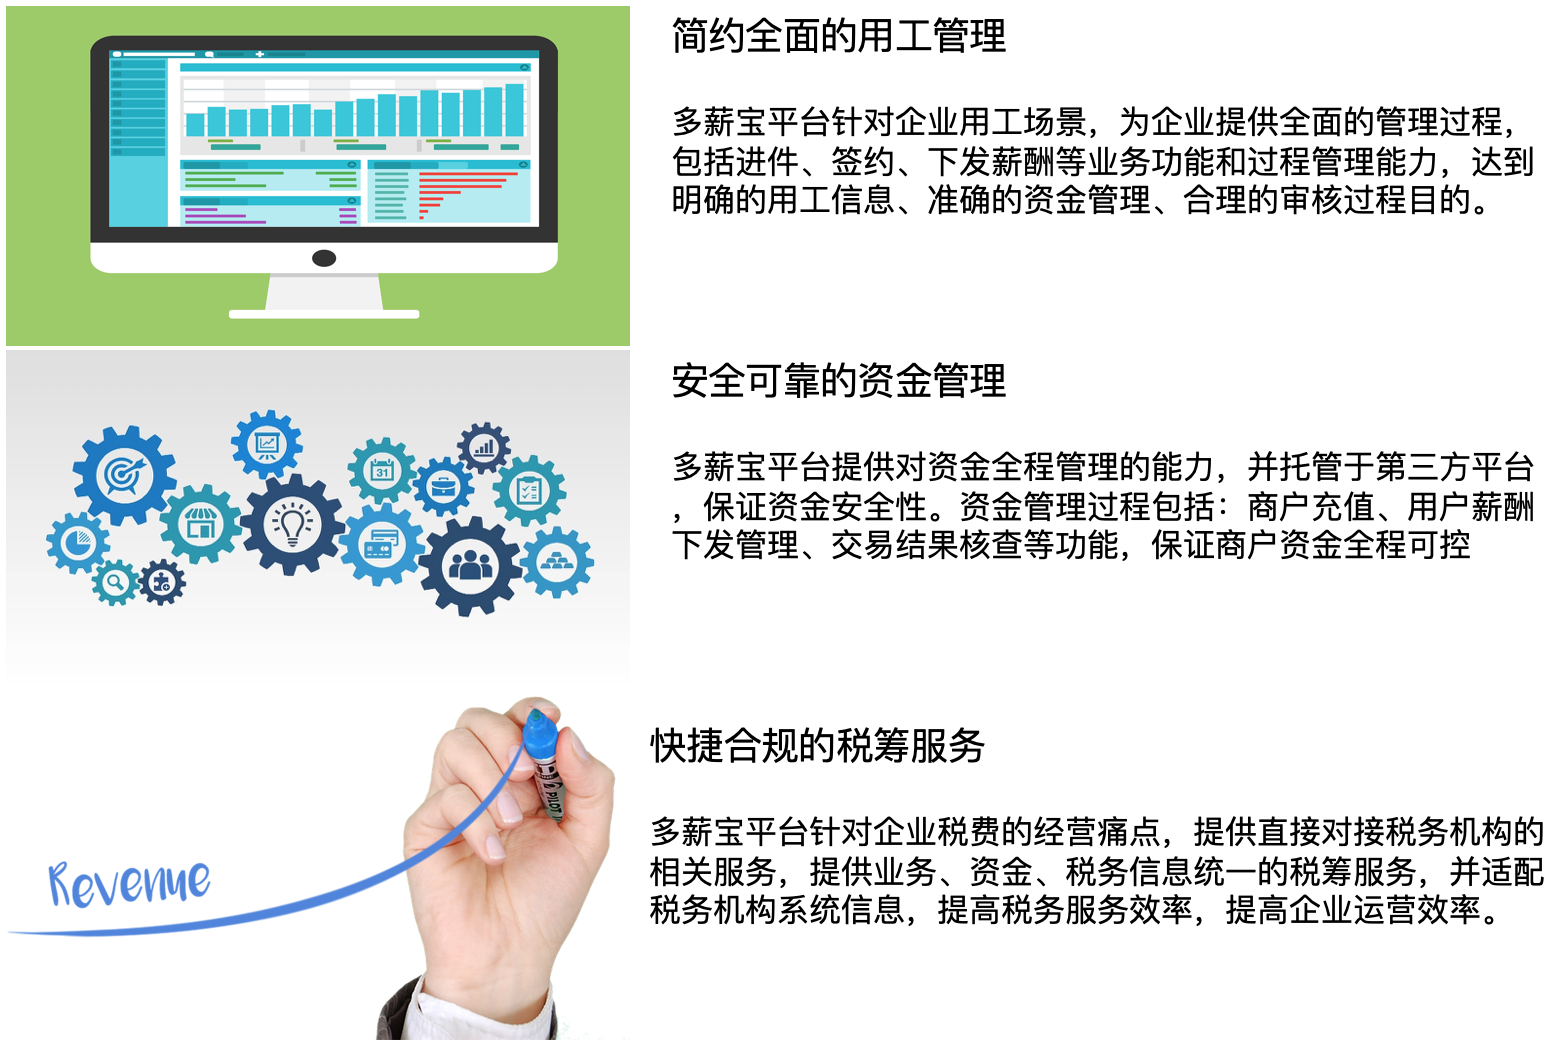 简约全面的用工管理
多薪宝平台针对企业用工场景，为企业提供全面的管理过程，
包括进件、签约、下发薪酬等业务功能和过程管理能力，达到
明确的用工信息、准确的资金管理、合理的审核过程目的。
安全可靠的资金管理
多薪宝平台提供对资金全程管理的能力，并托管于第三方平台
，保证资金安全性。资金管理过程包括：商户充值、用户薪酬
下发管理、交易结果核查等功能，保证商户资金全程可控
31
快捷合规的税筹服务
多薪宝平台针对企业税费的经营痛点，提供直接对接税务机构的
相关服务，提供业务、资金、税务信息统一的税筹服务，并适配
税务机构系统信息，提高税务服务效率，提高企业运营效率。
Revenue
PILOT